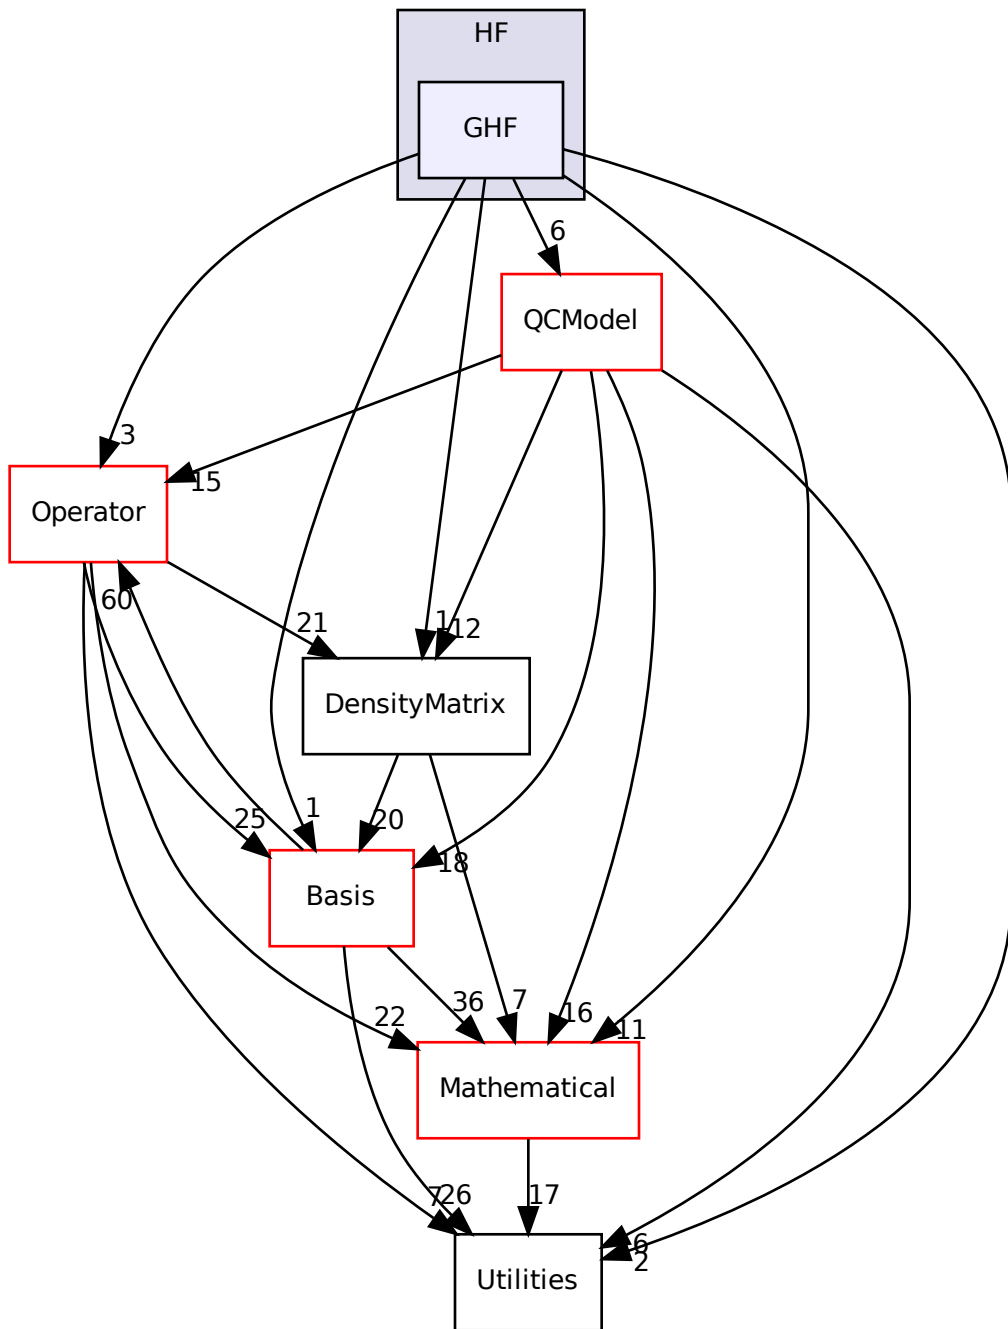 HF
GHF
6
QCModel
3
15
Operator
60
21
1
12
DensityMatrix
25
1
20
18
Basis
22
36
7
16
11
Mathematical
7
26
17
6
2
Utilities